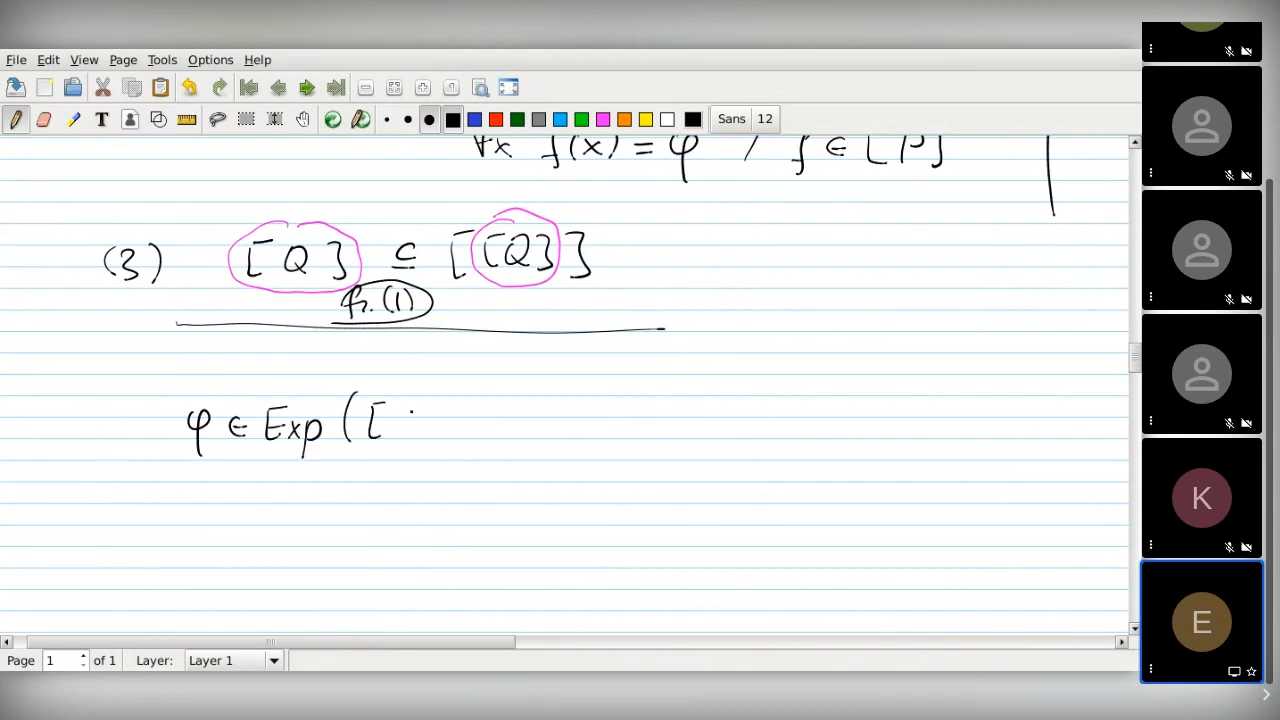 File Edit View Page Tools Options Help
Sans 12
∀x f(x) = φ / f ∈ [P]
(3) [Q] ⊆ [[Q]]
(1)
φ ∈ Exp ([
K
E
Page 1 of 1 Layer: Layer 1